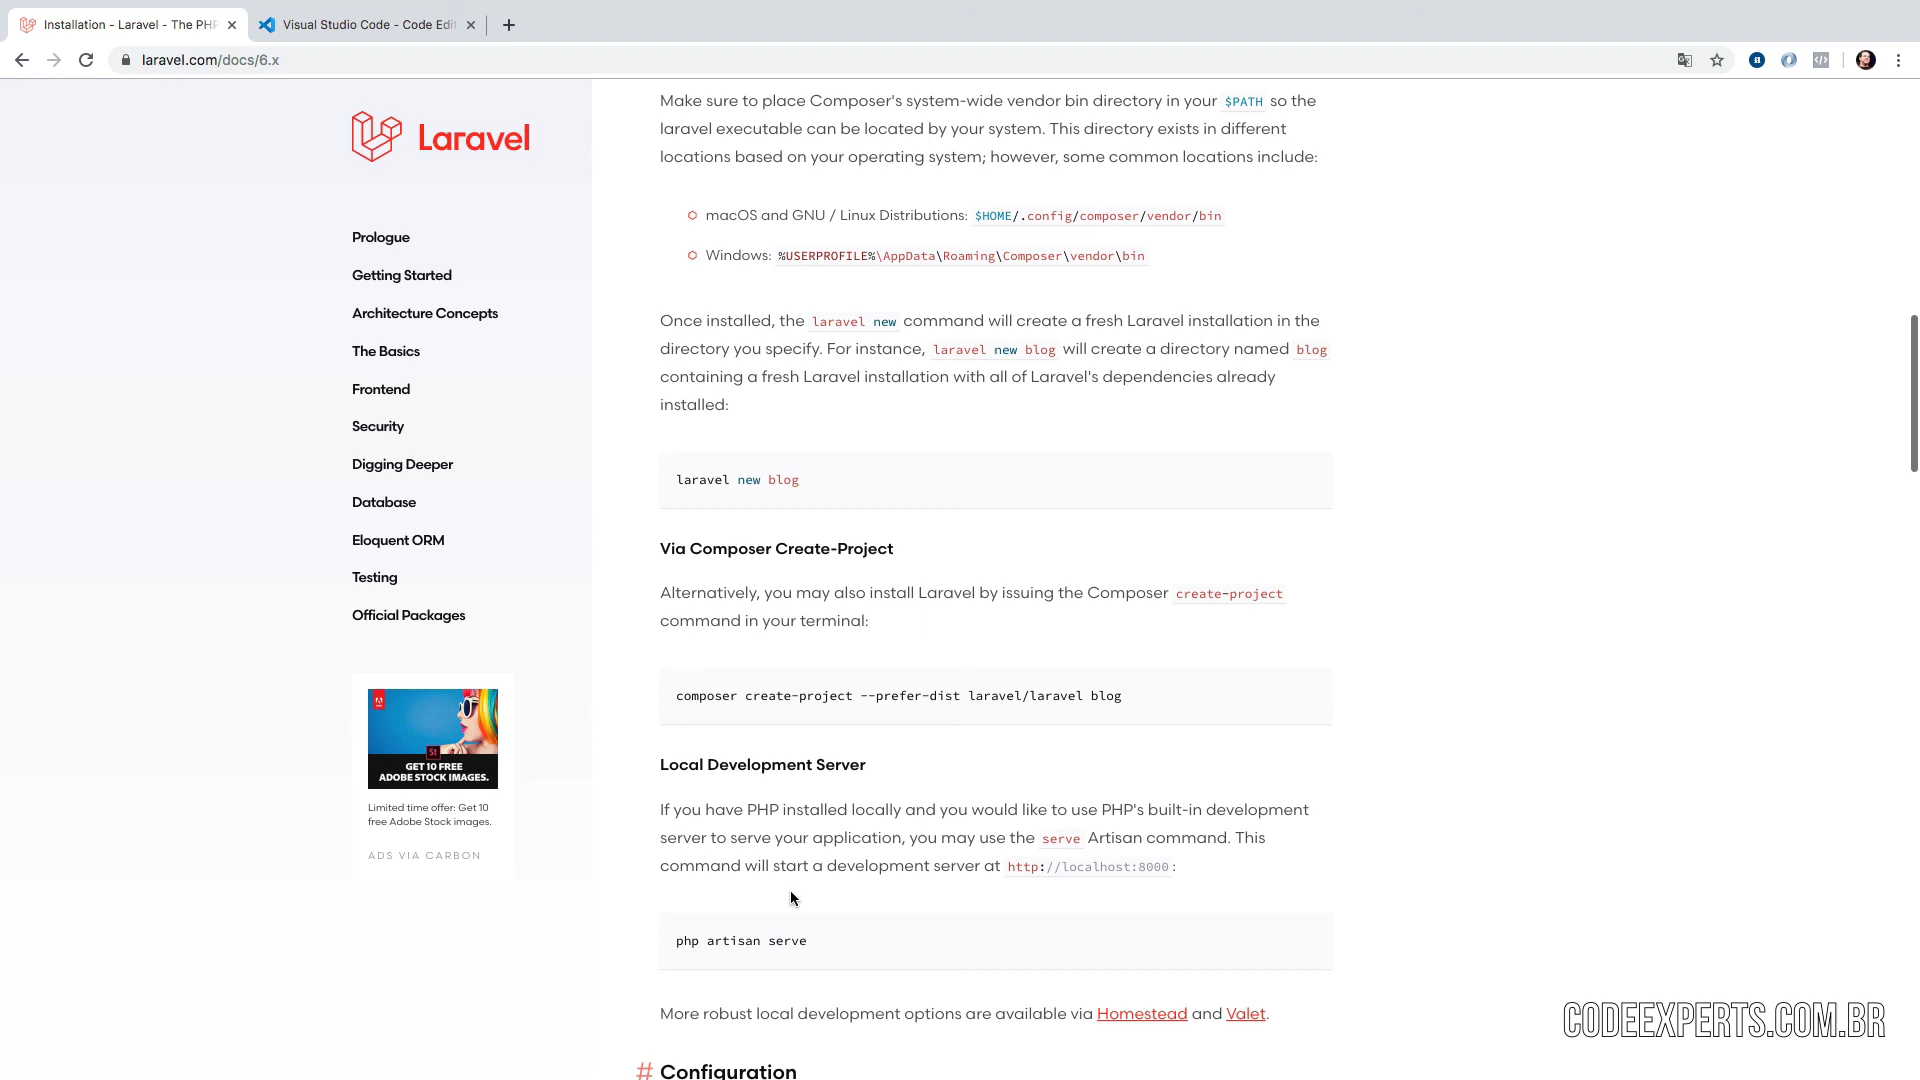 Installation - Laravel - The PHP
Visual Studio Code - Code Edit
laravel.com/docs/6.x
Laravel
Prologue
Getting Started
Architecture Concepts
The Basics
Frontend
Security
Digging Deeper
Database
Eloquent ORM
Testing
Official Packages
St
GET 10 FREE
ADOBE STOCK IMAGES.
Limited time offer: Get 10
free Adobe Stock images.
ADS VIA CARBON
Make sure to place Composer's system-wide vendor bin directory in your $PATH so the
laravel executable can be located by your system. This directory exists in different
locations based on your operating system; however, some common locations include:
macOS and GNU / Linux Distributions: $HOME/.config/composer/vendor/bin
Windows: %USERPROFILE%\AppData\Roaming\Composer\vendor\bin
Once installed, the laravel new command will create a fresh Laravel installation in the
directory you specify. For instance, laravel new blog will create a directory named blog
containing a fresh Laravel installation with all of Laravel's dependencies already
installed:
laravel new blog
Via Composer Create-Project
Alternatively, you may also install Laravel by issuing the Composer create-project
command in your terminal:
composer create-project --prefer-dist laravel/laravel blog
Local Development Server
If you have PHP installed locally and you would like to use PHP's built-in development
server to serve your application, you may use the serve Artisan command. This
command will start a development server at http://localhost:8000:
php artisan serve
More robust local development options are available via Homestead and Valet.
# Configuration
CODEEXPERTS.COM.BR